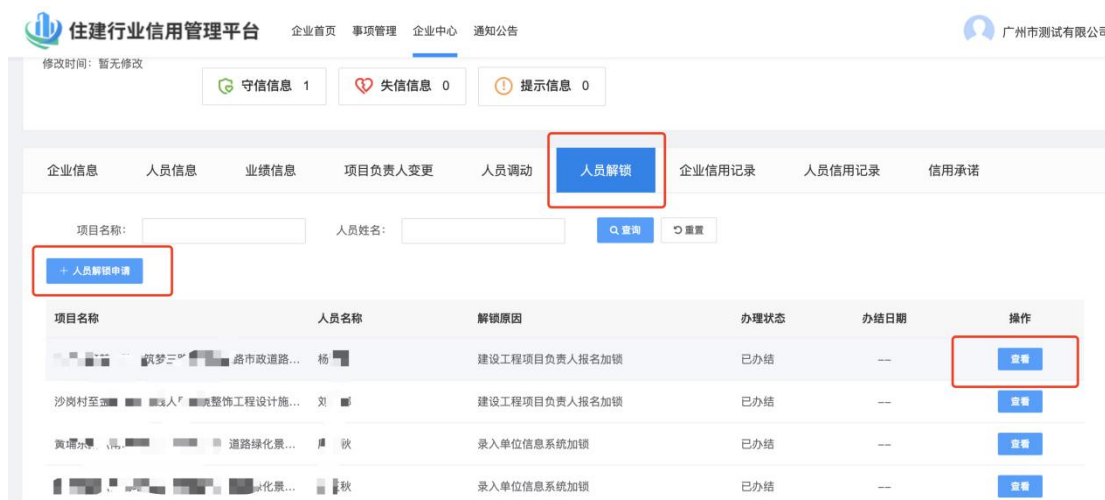 住建行业信用管理平台 企业首页 事项管理 企业中心 通知公告 广州市测试有限公司
修改时间：暂无修改
守信信息 1 失信信息 0 提示信息 0
企业信息 人员信息 业绩信息 项目负责人变更 人员调动 人员解锁 企业信用记录 人员信用记录 信用承诺
项目名称： 人员姓名： 查询 重置
+ 人员解锁申请
项目名称 人员名称 解锁原因 办理状态 办结日期 操作
筑梦三 路市政道路... 杨 建设工程项目负责人报名加锁 已办结 -- 查看
沙岗村至 整饰工程设计施... 刘 建设工程项目负责人报名加锁 已办结 -- 查看
黄埔 道路绿化景... 秋 录入单位信息系统加锁 已办结 -- 查看
化景... 秋 录入单位信息系统加锁 已办结 -- 查看